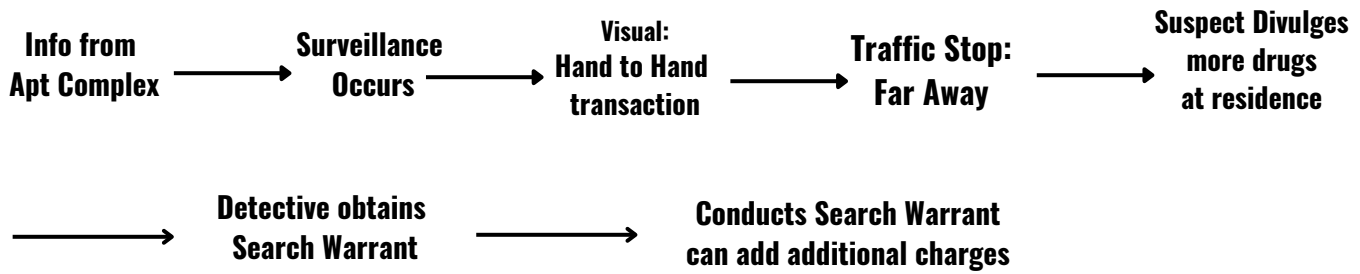 Info from
Apt Complex
Surveillance
Occurs
Visual:
Hand to Hand
transaction
Traffic Stop:
Far Away
Suspect Divulges
more drugs
at residence
Detective obtains
Search Warrant
Conducts Search Warrant
can add additional charges